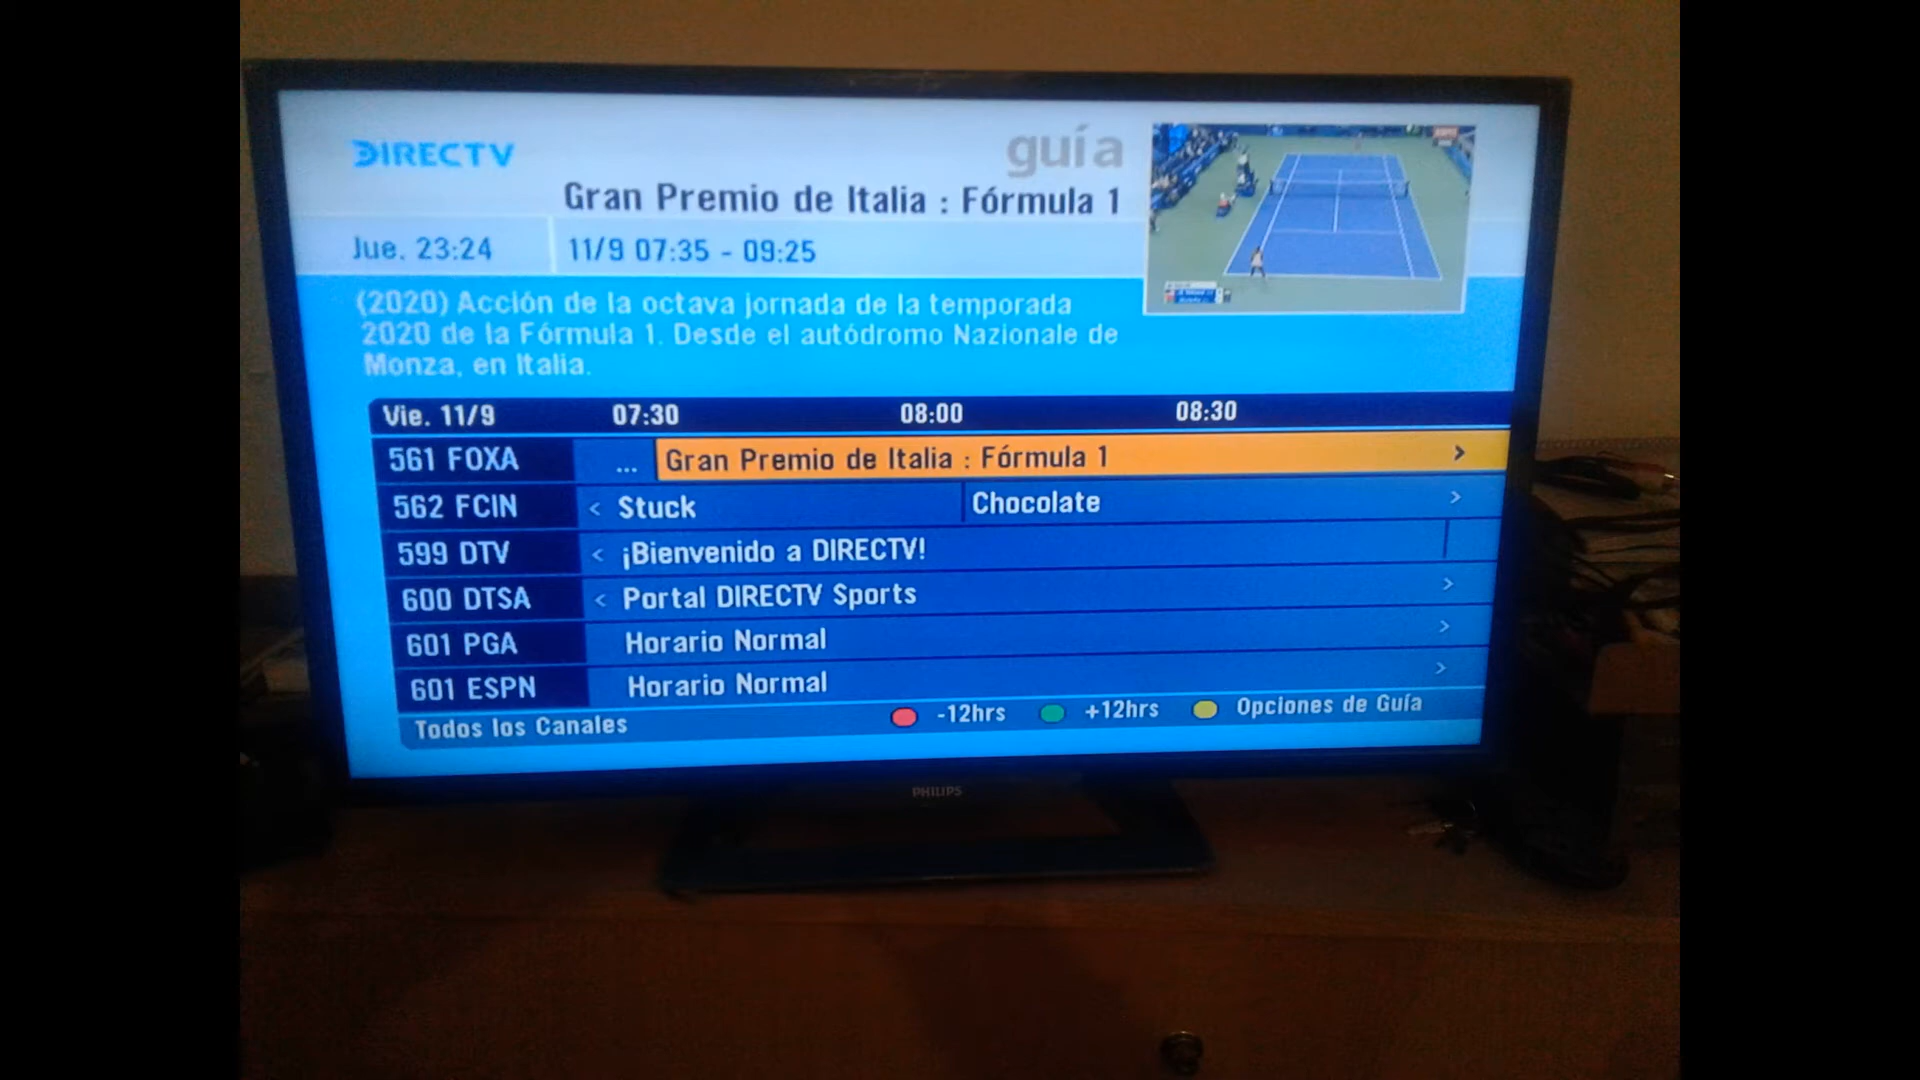 DIRECTV
guía
Gran Premio de Italia : Fórmula 1
Jue. 23:24
11/9 07:35 - 09:25
(2020) Acción de la octava jornada de la temporada
2020 de la Fórmula 1. Desde el autódromo Nazionale de
Monza, en Italia.
Vie. 11/9 07:30 08:00 08:30
561 FOXA ... Gran Premio de Italia : Fórmula 1 >
562 FCIN < Stuck Chocolate >
599 DTV < ¡Bienvenido a DIRECTV!
600 DTSA < Portal DIRECTV Sports >
601 PGA Horario Normal >
601 ESPN Horario Normal >
Todos los Canales -12hrs +12hrs Opciones de Guía
PHILIPS